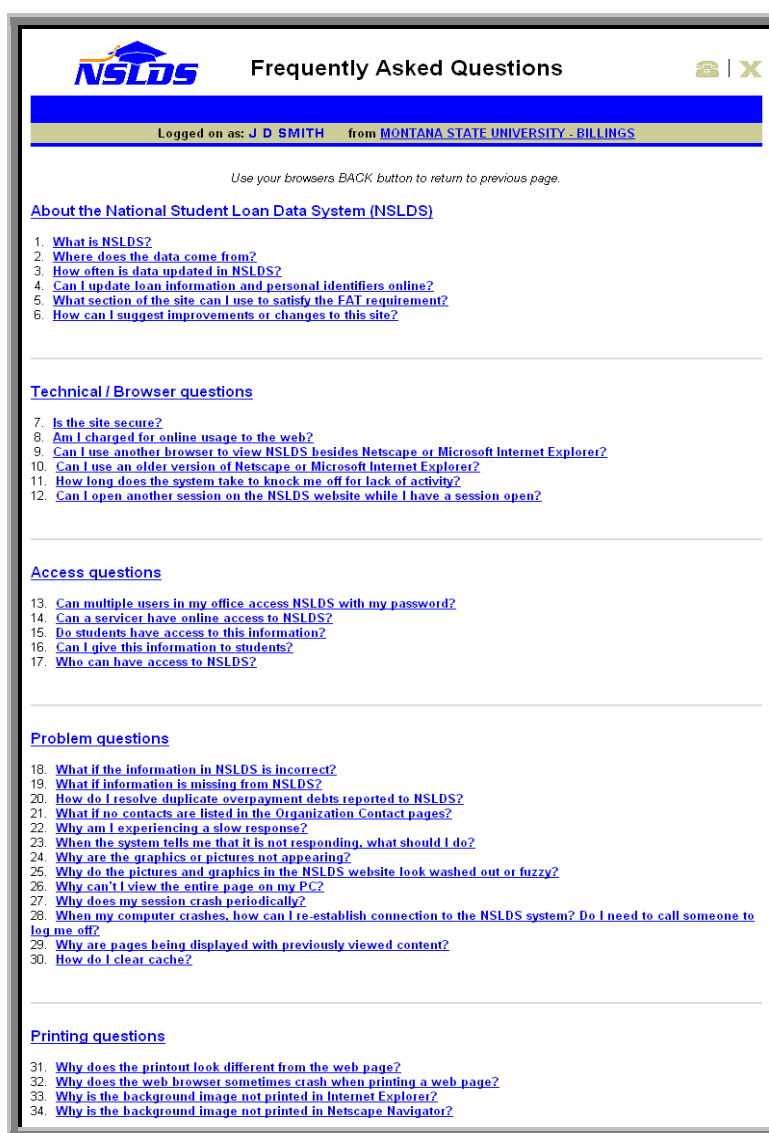 NSLDS Frequently Asked Questions
Logged on as: J D SMITH from MONTANA STATE UNIVERSITY - BILLINGS
Use your browsers BACK button to return to previous page.
About the National Student Loan Data System (NSLDS)
1. What is NSLDS?
2. Where does the data come from?
3. How often is data updated in NSLDS?
4. Can I update loan information and personal identifiers online?
5. What section of the site can I use to satisfy the FAT requirement?
6. How can I suggest improvements or changes to this site?
Technical / Browser questions
7. Is the site secure?
8. Am I charged for online usage to the web?
9. Can I use another browser to view NSLDS besides Netscape or Microsoft Internet Explorer?
10. Can I use an older version of Netscape or Microsoft Internet Explorer?
11. How long does the system take to knock me off for lack of activity?
12. Can I open another session on the NSLDS website while I have a session open?
Access questions
13. Can multiple users in my office access NSLDS with my password?
14. Can a servicer have online access to NSLDS?
15. Do students have access to this information?
16. Can I give this information to students?
17. Who can have access to NSLDS?
Problem questions
18. What if the information in NSLDS is incorrect?
19. What if information is missing from NSLDS?
20. How do I resolve duplicate overpayment debts reported to NSLDS?
21. What if no contacts are listed in the Organization Contact pages?
22. Why am I experiencing a slow response?
23. When the system tells me that it is not responding, what should I do?
24. Why are the graphics or pictures not appearing?
25. Why do the pictures and graphics in the NSLDS website look washed out or fuzzy?
26. Why can't I view the entire page on my PC?
27. Why does my session crash periodically?
28. When my computer crashes, how can I re-establish connection to the NSLDS system? Do I need to call someone to
log me off?
29. Why are pages being displayed with previously viewed content?
30. How do I clear cache?
Printing questions
31. Why does the printout look different from the web page?
32. Why does the web browser sometimes crash when printing a web page?
33. Why is the background image not printed in Internet Explorer?
34. Why is the background image not printed in Netscape Navigator?